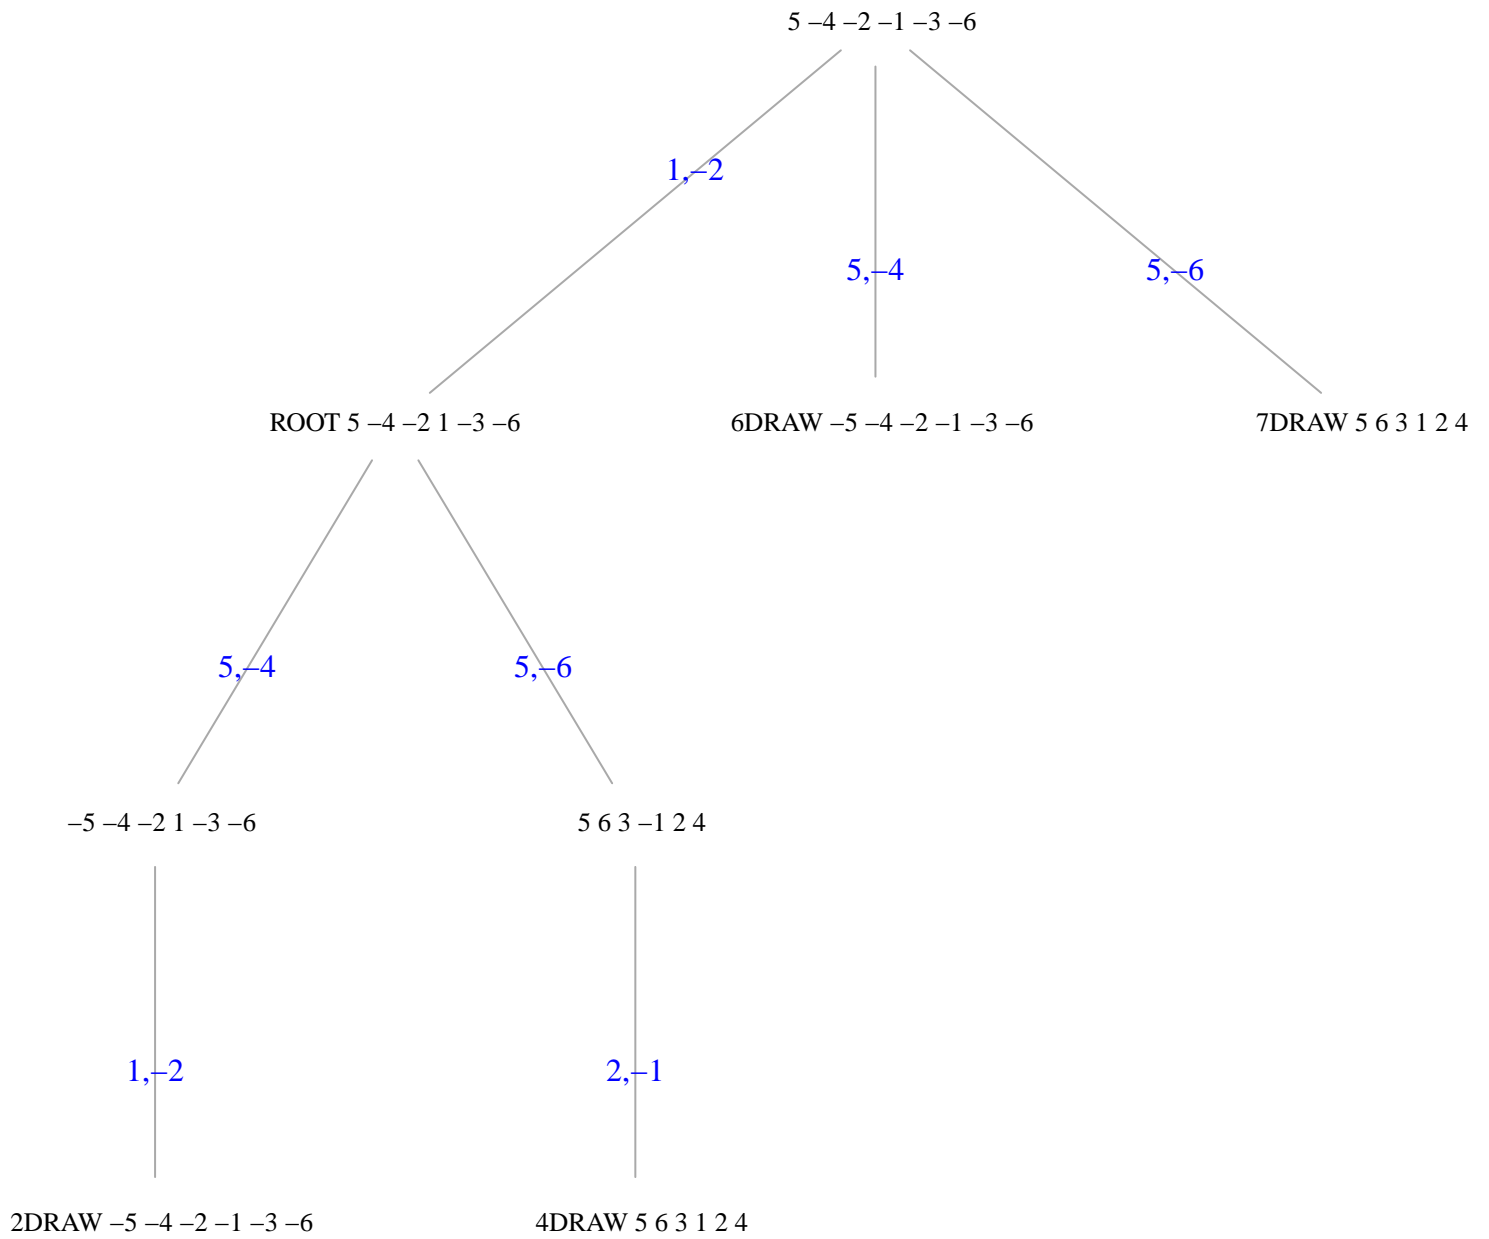 5 –4 –2 –1 –3 –6
1,–2
5,–4
5,–6
ROOT 5 –4 –2 1 –3 –6
6DRAW –5 –4 –2 –1 –3 –6
7DRAW 5 6 3 1 2 4
5,–4
5,–6
–5 –4 –2 1 –3 –6
5 6 3 –1 2 4
1,–2
2,–1
2DRAW –5 –4 –2 –1 –3 –6
4DRAW 5 6 3 1 2 4